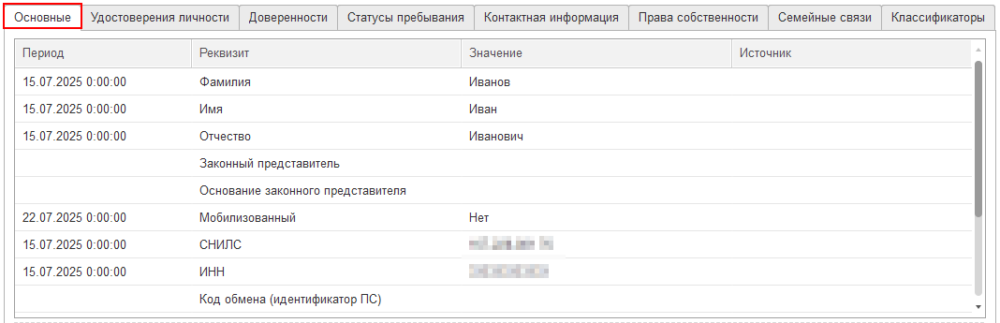 Основные Удостоверения личности Доверенности Статусы пребывания Контактная информация Права собственности Семейные связи Классификаторы
Период Реквизит Значение Источник
15.07.2025 0:00:00 Фамилия Иванов
15.07.2025 0:00:00 Имя Иван
15.07.2025 0:00:00 Отчество Иванович
Законный представитель
Основание законного представителя
22.07.2025 0:00:00 Мобилизованный Нет
15.07.2025 0:00:00 СНИЛС
15.07.2025 0:00:00 ИНН
Код обмена (идентификатор ПС)